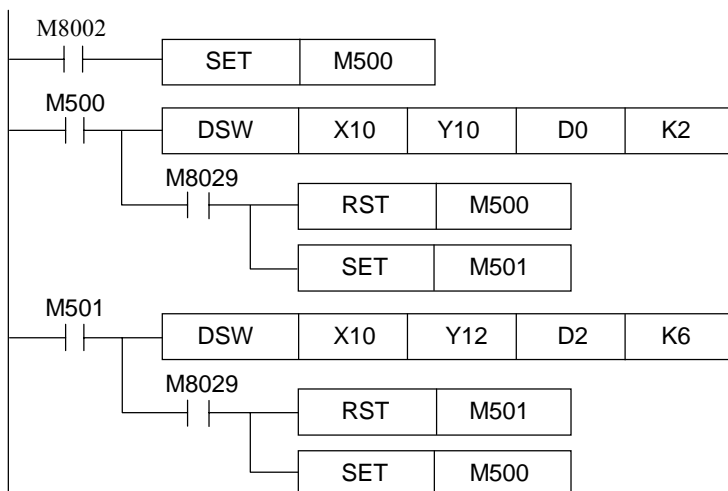 M8002
SET M500
M500
DSW X10 Y10 D0 K2
M8029
RST M500
SET M501
M501
DSW X10 Y12 D2 K6
M8029
RST M501
SET M500